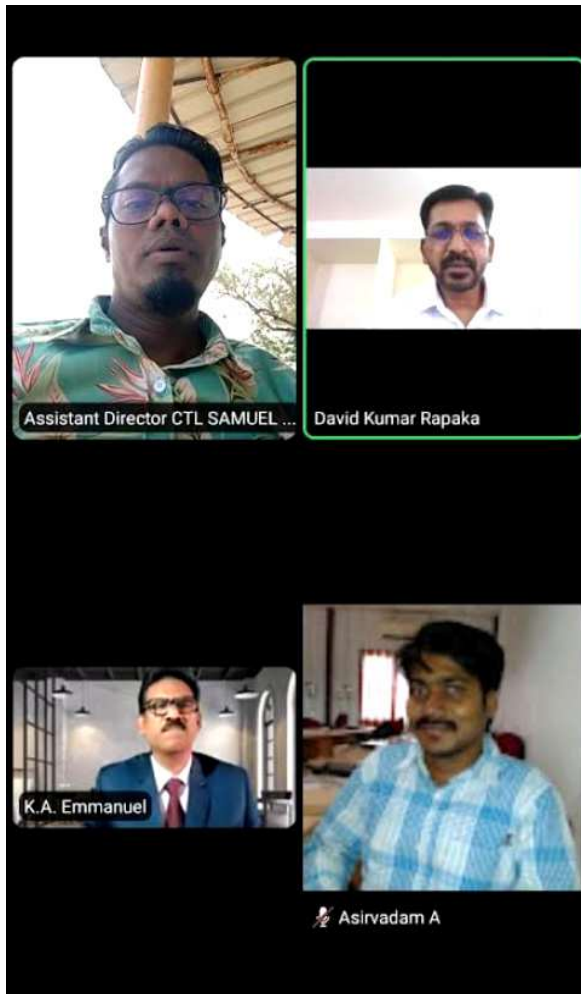 Assistant Director CTL SAMUEL ...
David Kumar Rapaka
K.A. Emmanuel
Asirvadam A